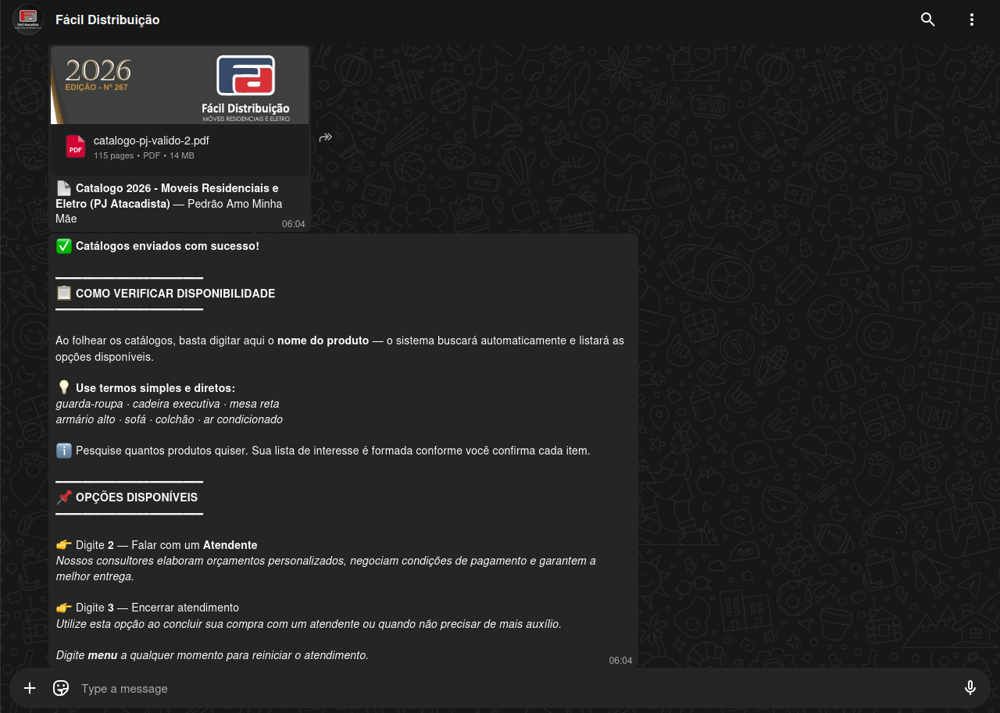 Fácil Distribuição
2026
EDIÇÃO - Nº 267
Fácil Distribuição
MÓVEIS RESIDENCIAIS E ELETRO
PDF
catalogo-pj-valido-2.pdf
115 pages • PDF • 14 MB
Catalogo 2026 - Moveis Residenciais e
Eletro (PJ Atacadista) — Pedrão Amo Minha
Mãe
06:04
✅ Catálogos enviados com sucesso!
━━━━━━━━━━━━━━━━━━
📋 COMO VERIFICAR DISPONIBILIDADE
━━━━━━━━━━━━━━━━━━
Ao folhear os catálogos, basta digitar aqui o nome do produto — o sistema buscará automaticamente e listará as
opções disponíveis.
💡 Use termos simples e diretos:
guarda-roupa · cadeira executiva · mesa reta
armário alto · sofá · colchão · ar condicionado
ℹ️ Pesquise quantos produtos quiser. Sua lista de interesse é formada conforme você confirma cada item.
━━━━━━━━━━━━━━━━━━
📌 OPÇÕES DISPONÍVEIS
━━━━━━━━━━━━━━━━━━
👉 Digite 2 — Falar com um Atendente
Nossos consultores elaboram orçamentos personalizados, negociam condições de pagamento e garantem a
melhor entrega.
👉 Digite 3 — Encerrar atendimento
Utilize esta opção ao concluir sua compra com um atendente ou quando não precisar de mais auxílio.
Digite menu a qualquer momento para reiniciar o atendimento.
06:04
Type a message